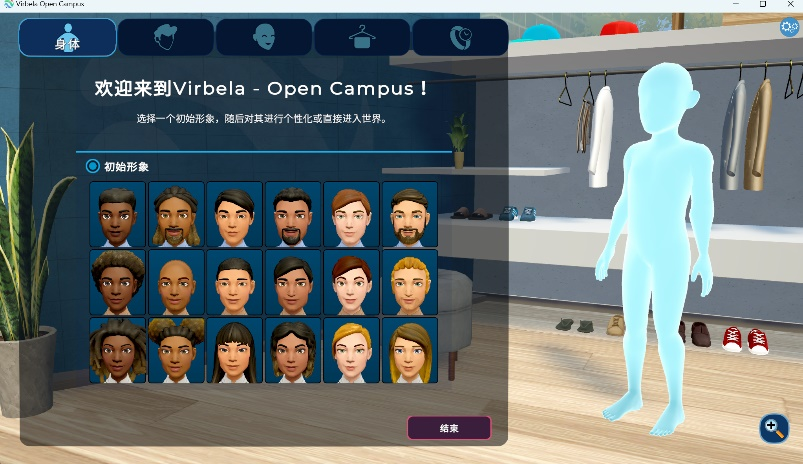 Virbela Open Campus
身体
欢迎来到Virbela - Open Campus！
选择一个初始形象，随后对其进行个性化或直接进入世界。
初始形象
结束